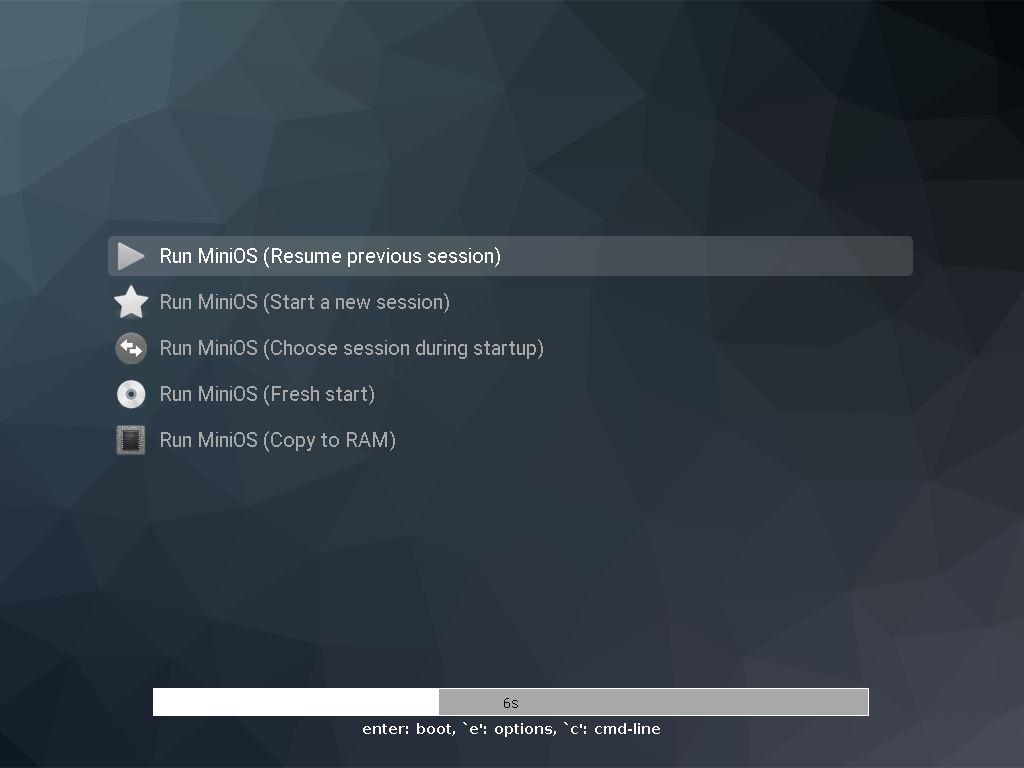 Run MiniOS (Resume previous session)
Run MiniOS (Start a new session)
Run MiniOS (Choose session during startup)
Run MiniOS (Fresh start)
Run MiniOS (Copy to RAM)
6s
enter: boot, `e': options, `c': cmd-line